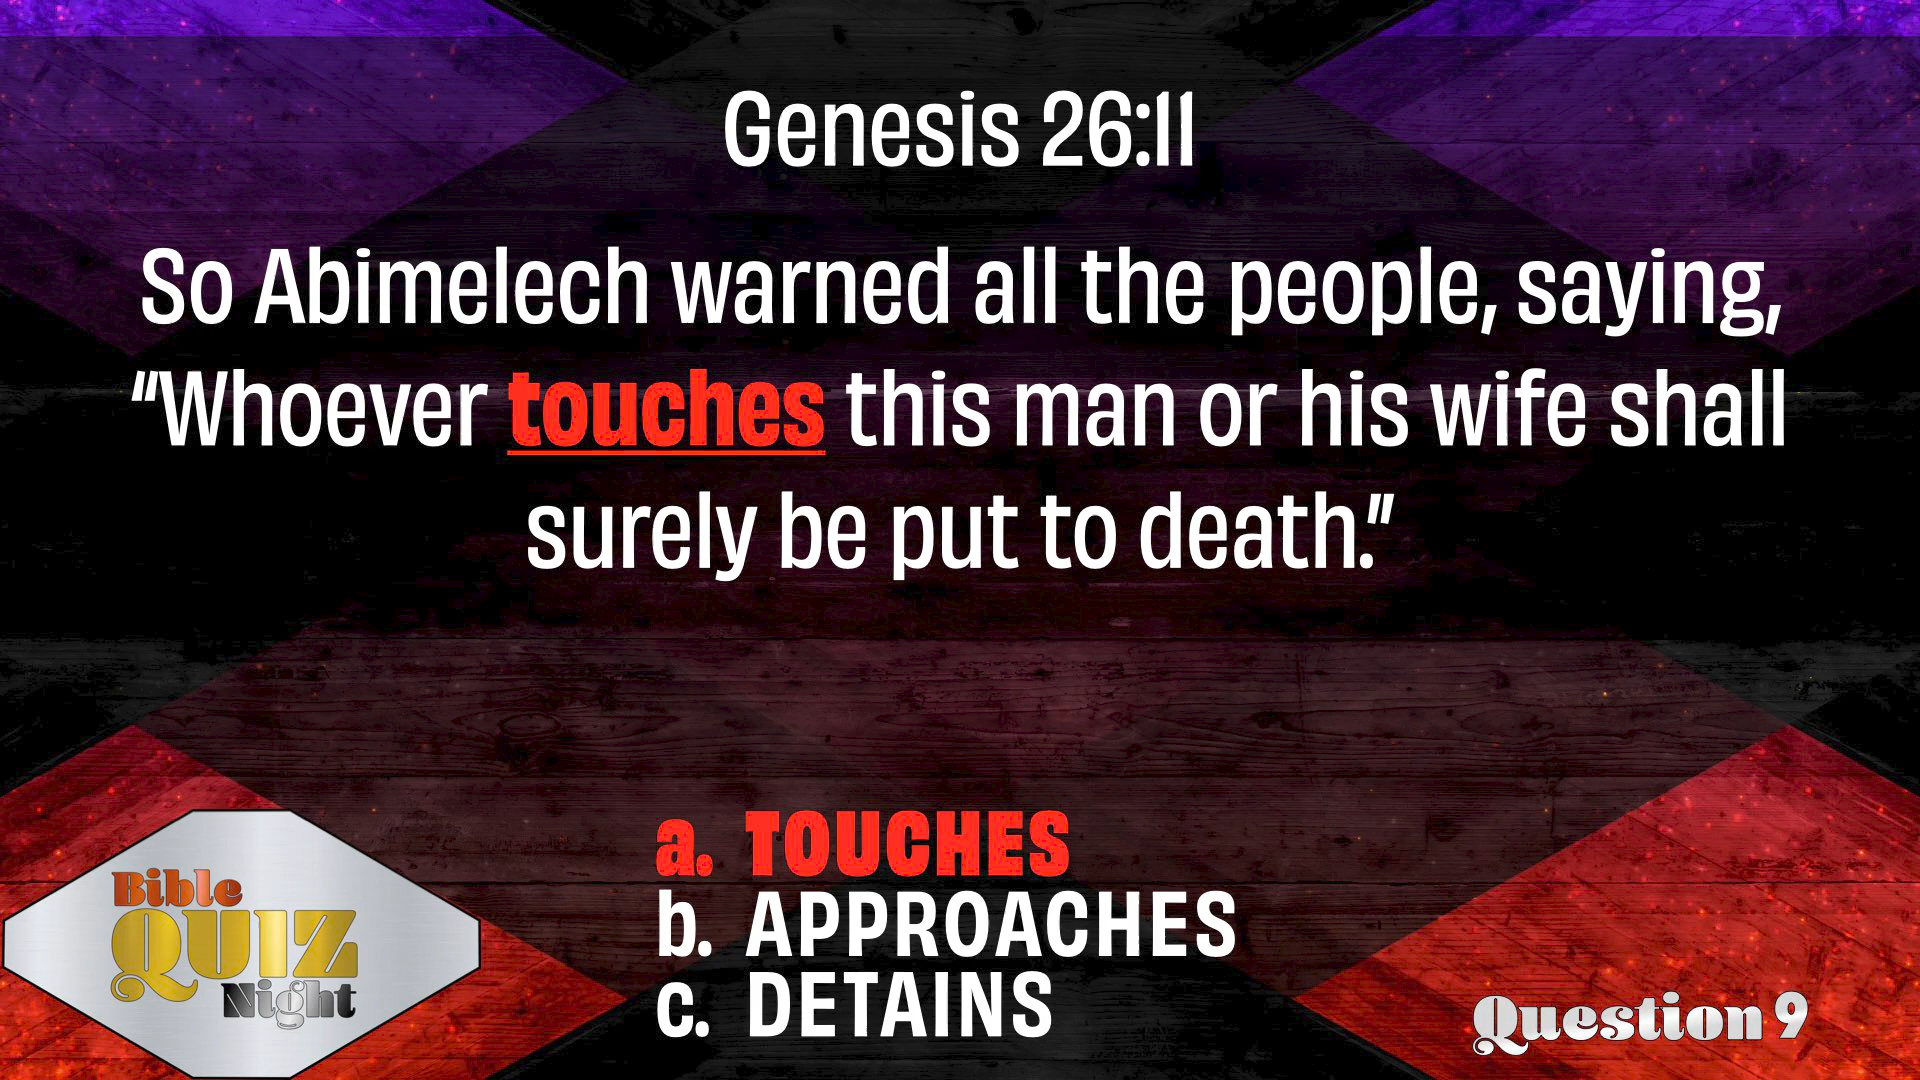 Genesis 26:11
So Abimelech warned all the people, saying,
“Whoever touches this man or his wife shall
surely be put to death.”
a. TOUCHES
b. APPROACHES
c. DETAINS
Bible
QUIZ
Night
Question 9